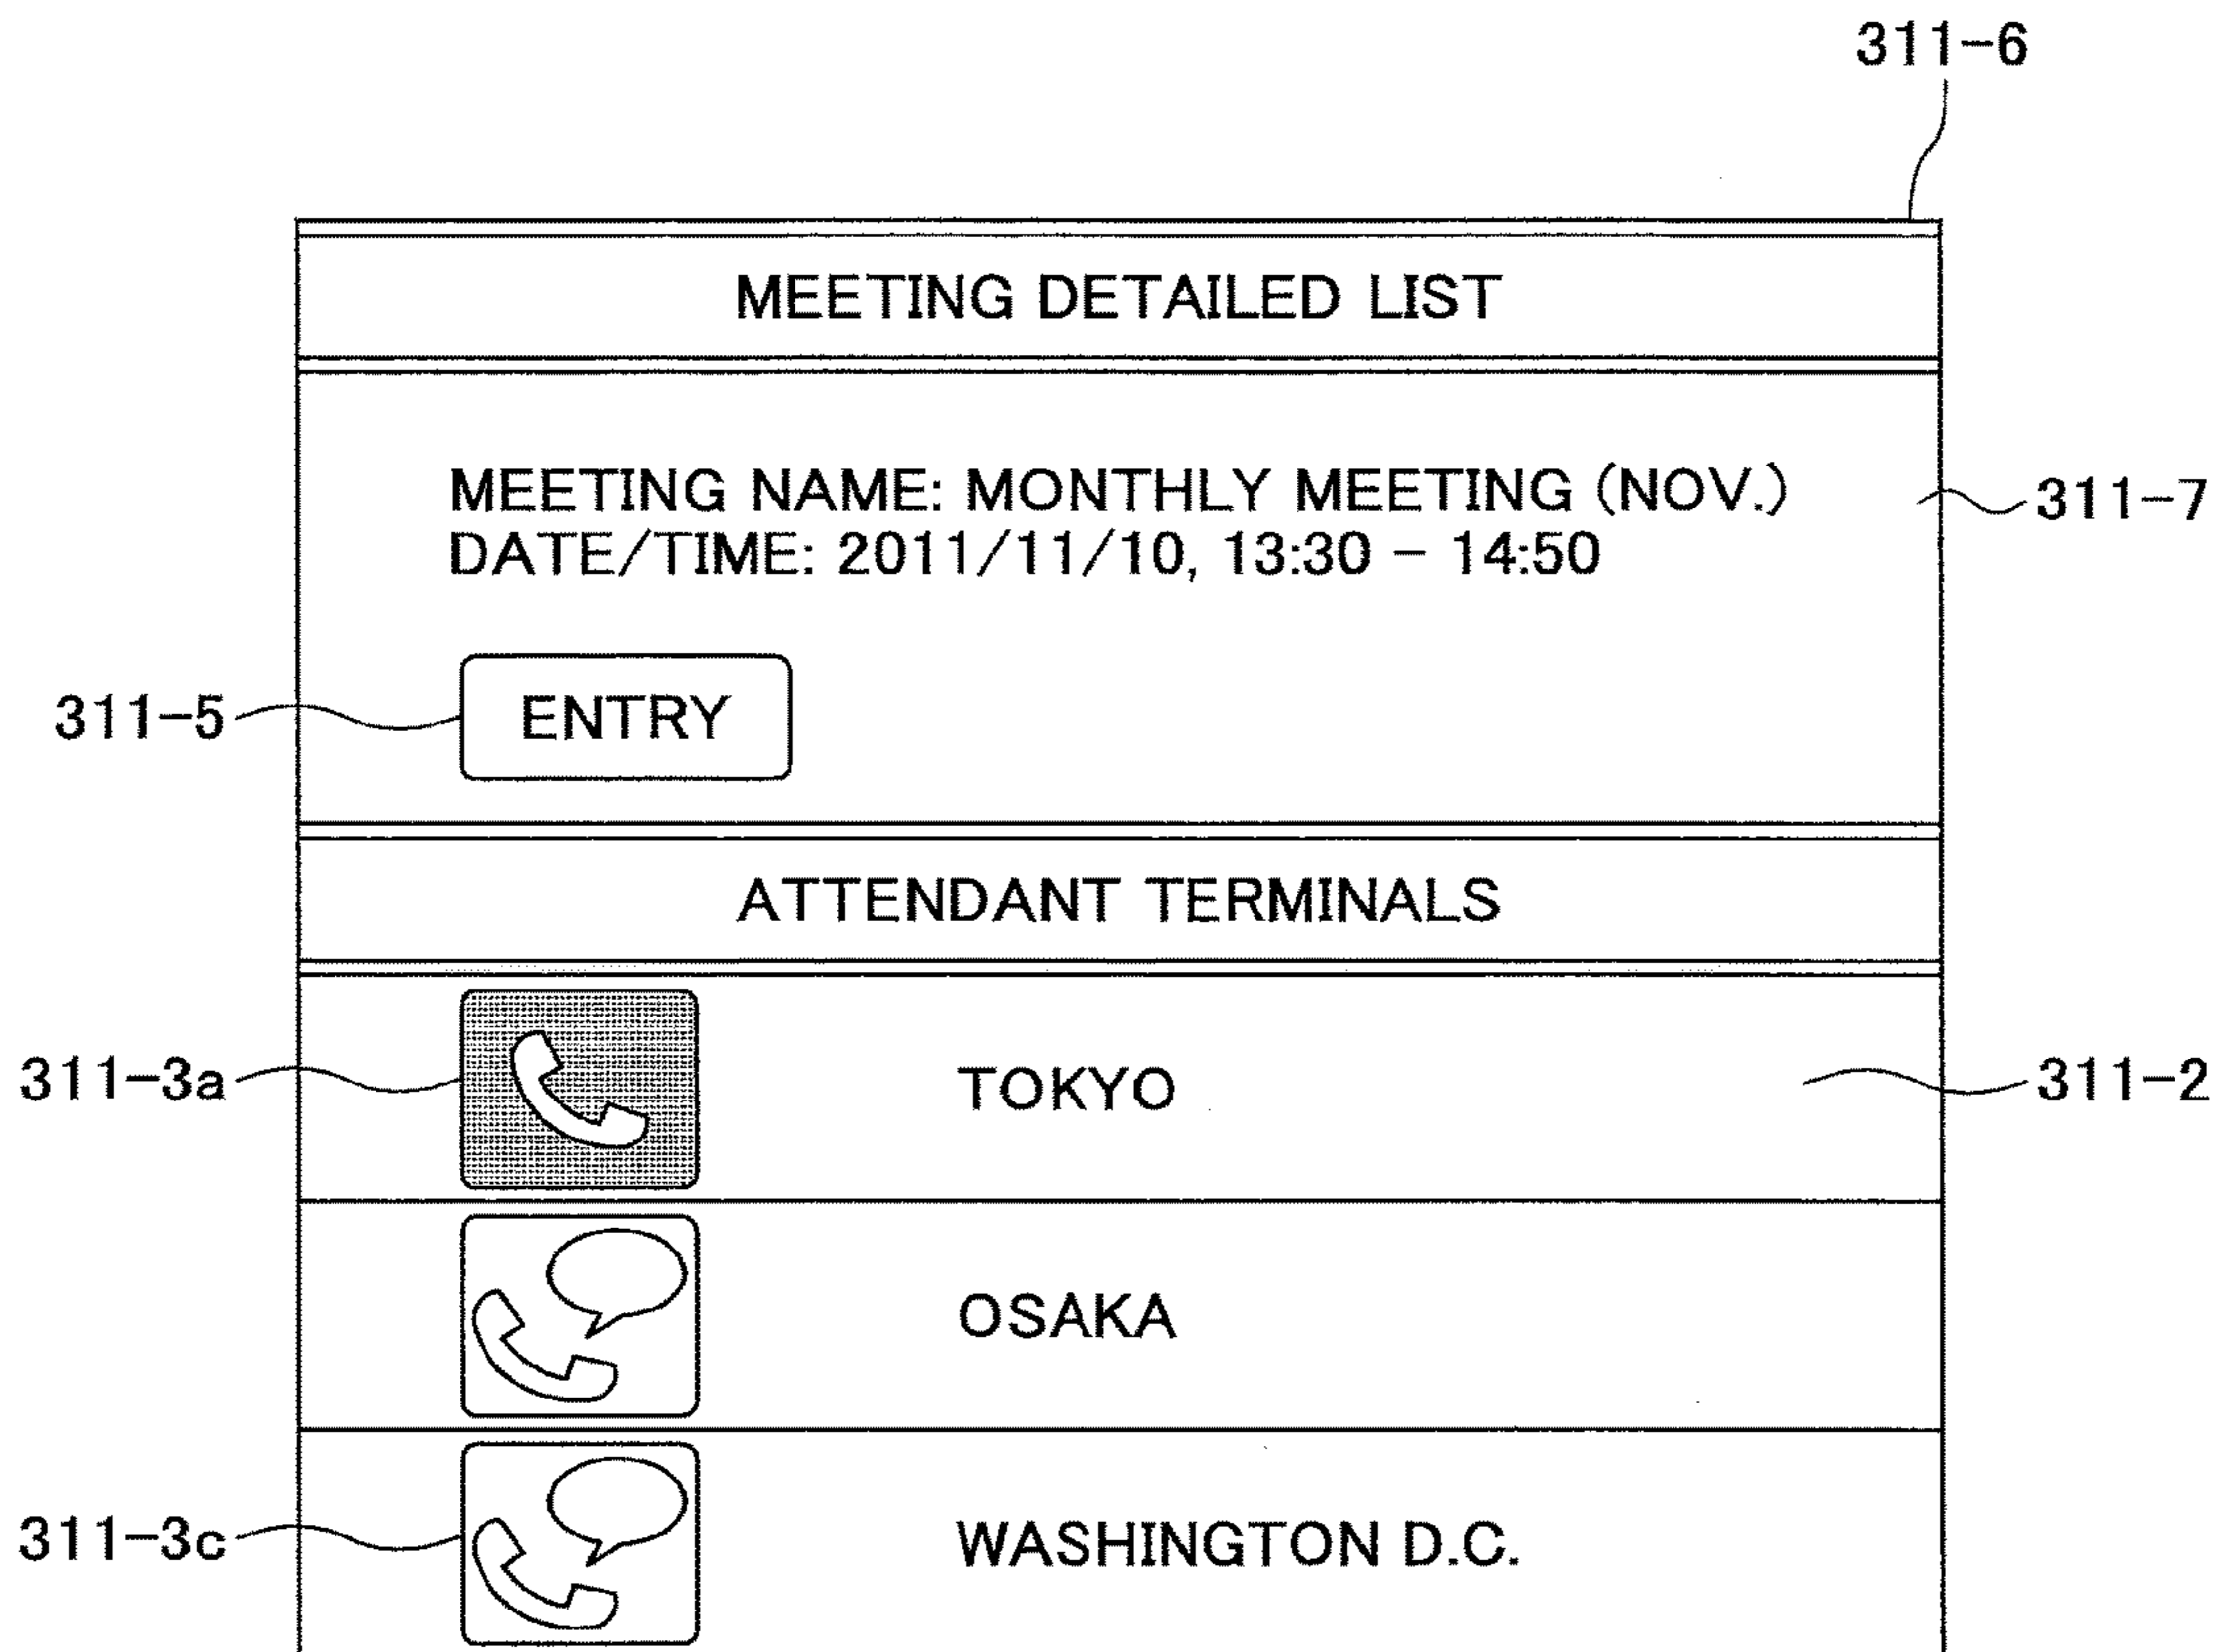 311-6
MEETING DETAILED LIST
MEETING NAME: MONTHLY MEETING (NOV.)
311-7
DATE/TIME: 2011/11/10, 13:30 - 14:50
311-5
ENTRY
ATTENDANT TERMINALS
311-3a
TOKYO
311-2
OSAKA
311-3c
WASHINGTON D.C.